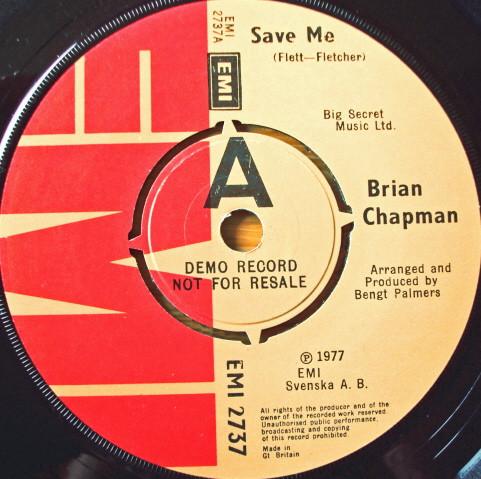 EMI
2737A
EMI
Save Me
(Flett—Fletcher)
Big Secret
Music Ltd.
A
Brian
Chapman
DEMO RECORD
NOT FOR RESALE
Arranged and
Produced by
Bengt Palmers
℗ 1977
EMI
Svenska A. B.
EMI 2737
All rights of the producer and of the
owner of the recorded work reserved.
Unauthorised public performance,
broadcasting and copying
of this record prohibited.
Made in
Gt Britain
EMI